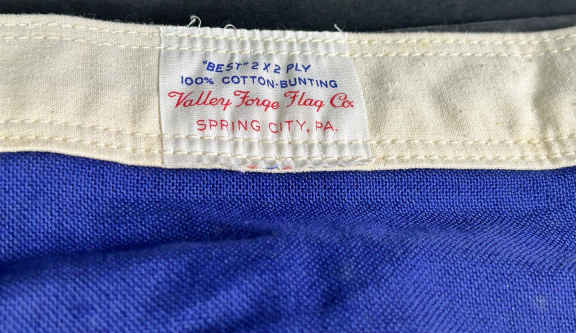 "BEST" 2 X 2 PLY
100% COTTON-BUNTING
Valley Forge Flag Co.
SPRING CITY, PA.